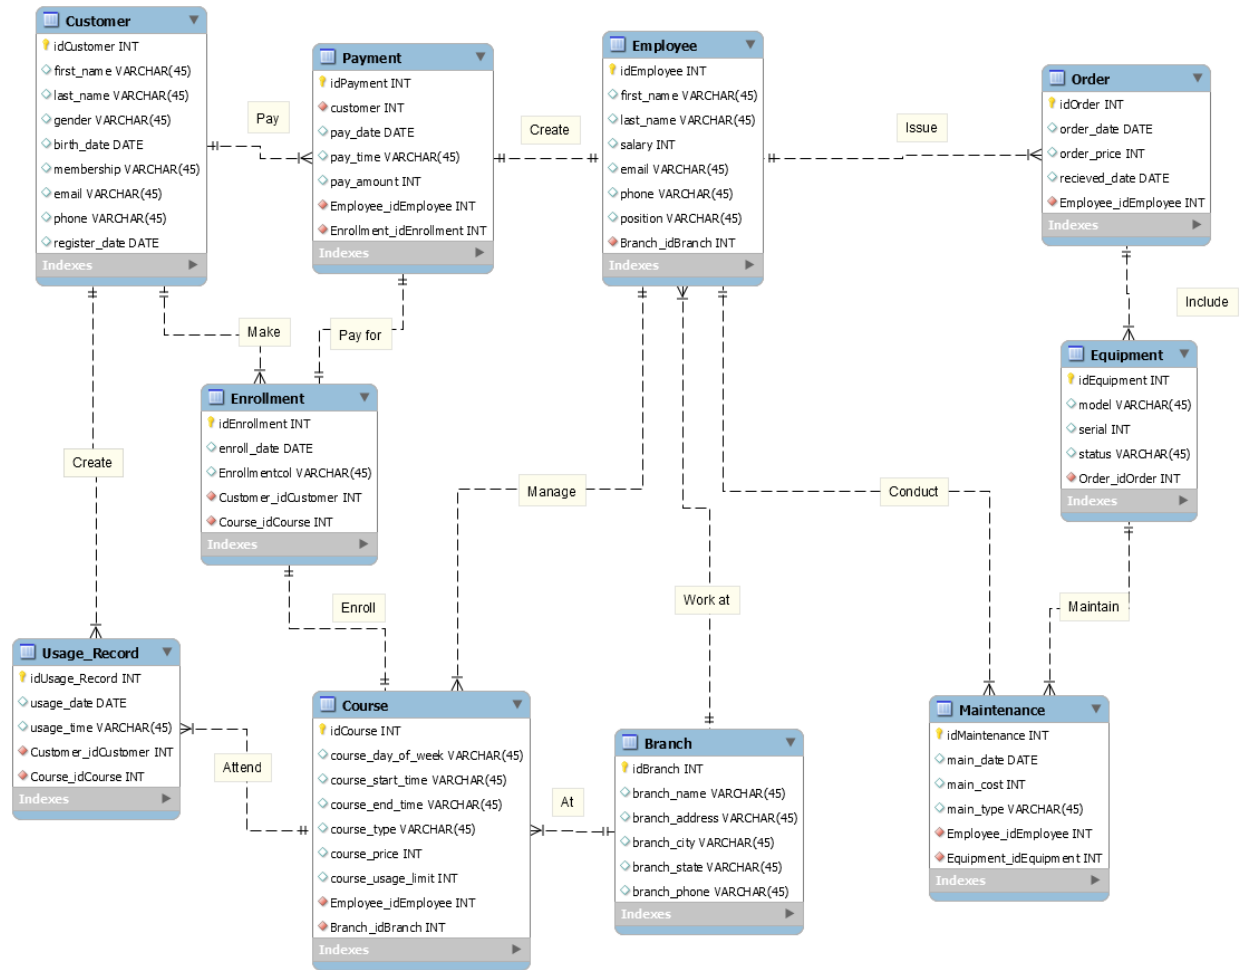 Customer
idCustomer INT
first_name VARCHAR(45)
last_name VARCHAR(45)
gender VARCHAR(45)
birth_date DATE
membership VARCHAR(45)
email VARCHAR(45)
phone VARCHAR(45)
register_date DATE
Indexes
Pay
Payment
idPayment INT
customer INT
pay_date DATE
pay_time VARCHAR(45)
pay_amount INT
Employee_idEmployee INT
Enrollment_idEnrollment INT
Indexes
Create
Employee
idEmployee INT
first_name VARCHAR(45)
last_name VARCHAR(45)
salary INT
email VARCHAR(45)
phone VARCHAR(45)
position VARCHAR(45)
Branch_idBranch INT
Indexes
Issue
Order
idOrder INT
order_date DATE
order_price INT
recieved_date DATE
Employee_idEmployee INT
Indexes
Include
Make
Pay for
Enrollment
idEnrollment INT
enroll_date DATE
Enrollmentcol VARCHAR(45)
Customer_idCustomer INT
Course_idCourse INT
Indexes
Equipment
idEquipment INT
model VARCHAR(45)
serial INT
status VARCHAR(45)
Order_idOrder INT
Indexes
Create
Manage
Conduct
Enroll
Work at
Maintain
Usage_Record
idUsage_Record INT
usage_date DATE
usage_time VARCHAR(45)
Customer_idCustomer INT
Course_idCourse INT
Indexes
Attend
Course
idCourse INT
course_day_of_week VARCHAR(45)
course_start_time VARCHAR(45)
course_end_time VARCHAR(45)
course_type VARCHAR(45)
course_price INT
course_usage_limit INT
Employee_idEmployee INT
Branch_idBranch INT
Indexes
At
Branch
idBranch INT
branch_name VARCHAR(45)
branch_address VARCHAR(45)
branch_city VARCHAR(45)
branch_state VARCHAR(45)
branch_phone VARCHAR(45)
Indexes
Maintenance
idMaintenance INT
main_date DATE
main_cost INT
main_type VARCHAR(45)
Employee_idEmployee INT
Equipment_idEquipment INT
Indexes